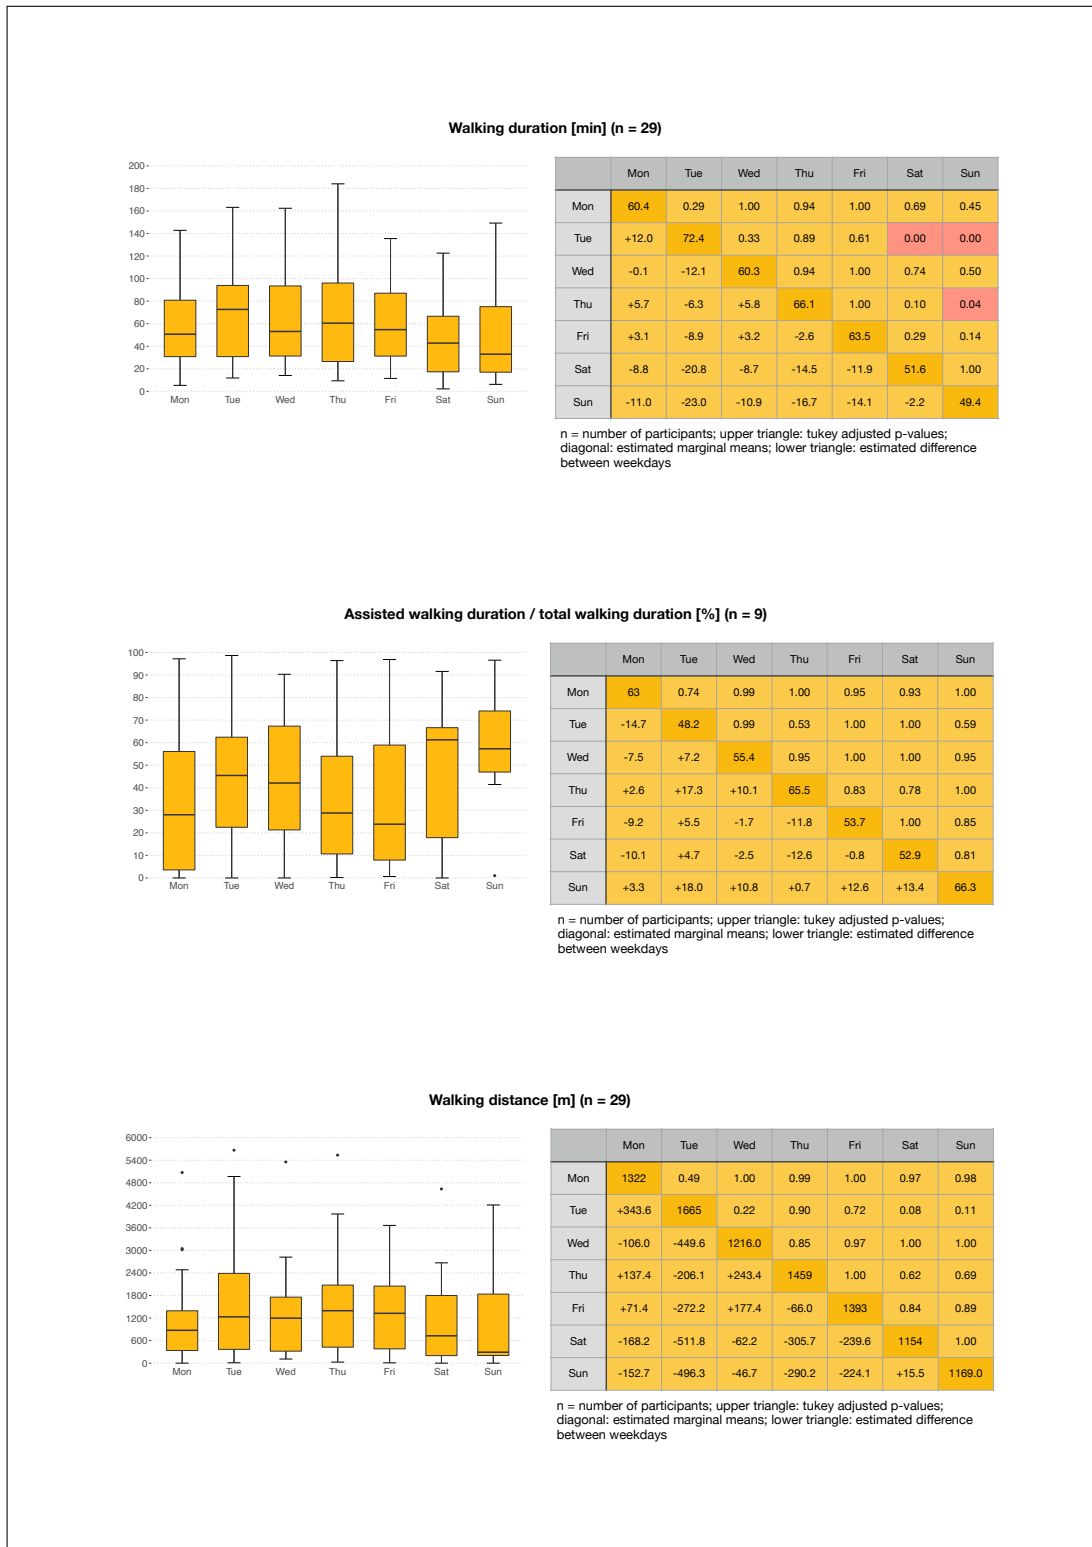 Walking duration [min] (n = 29)
200
180
160
140
120
100
80
60
40
20
0
Mon Tue Wed Thu Fri Sat Sun
Mon Tue Wed Thu Fri Sat Sun
Mon 60.4 0.29 1.00 0.94 1.00 0.69 0.45
Tue +12.0 72.4 0.33 0.89 0.61 0.00 0.00
Wed -0.1 -12.1 60.3 0.94 1.00 0.74 0.50
Thu +5.7 -6.3 +5.8 66.1 1.00 0.10 0.04
Fri +3.1 -8.9 +3.2 -2.6 63.5 0.29 0.14
Sat -8.8 -20.8 -8.7 -14.5 -11.9 51.6 1.00
Sun -11.0 -23.0 -10.9 -16.7 -14.1 -2.2 49.4
n = number of participants; upper triangle: tukey adjusted p-values;
diagonal: estimated marginal means; lower triangle: estimated difference
between weekdays
Assisted walking duration / total walking duration [%] (n = 9)
100
90
80
70
60
50
40
30
20
10
0
Mon Tue Wed Thu Fri Sat Sun
Mon Tue Wed Thu Fri Sat Sun
Mon 63 0.74 0.99 1.00 0.95 0.93 1.00
Tue -14.7 48.2 0.99 0.53 1.00 1.00 0.59
Wed -7.5 +7.2 55.4 0.95 1.00 1.00 0.95
Thu +2.6 +17.3 +10.1 65.5 0.83 0.78 1.00
Fri -9.2 +5.5 -1.7 -11.8 53.7 1.00 0.85
Sat -10.1 +4.7 -2.5 -12.6 -0.8 52.9 0.81
Sun +3.3 +18.0 +10.8 +0.7 +12.6 +13.4 66.3
n = number of participants; upper triangle: tukey adjusted p-values;
diagonal: estimated marginal means; lower triangle: estimated difference
between weekdays
Walking distance [m] (n = 29)
6000
5400
4800
4200
3600
3000
2400
1800
1200
600
0
Mon Tue Wed Thu Fri Sat Sun
Mon Tue Wed Thu Fri Sat Sun
Mon 1322 0.49 1.00 0.99 1.00 0.97 0.98
Tue +343.6 1665 0.22 0.90 0.72 0.08 0.11
Wed -106.0 -449.6 1216.0 0.85 0.97 1.00 1.00
Thu +137.4 -206.1 +243.4 1459 1.00 0.62 0.69
Fri +71.4 -272.2 +177.4 -66.0 1393 0.84 0.89
Sat -168.2 -511.8 -62.2 -305.7 -239.6 1154 1.00
Sun -152.7 -496.3 -46.7 -290.2 -224.1 +15.5 1169.0
n = number of participants; upper triangle: tukey adjusted p-values;
diagonal: estimated marginal means; lower triangle: estimated difference
between weekdays